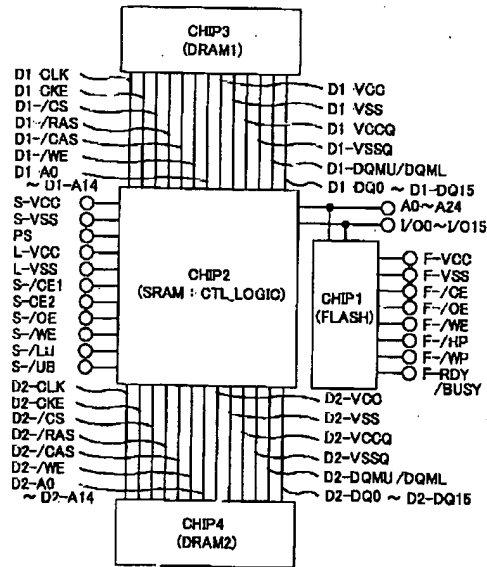 CHIP3
(DRAM1)
D1-CLK
D1-CKE
D1-/CS
D1-/RAS
D1-/CAS
D1-/WE
D1-A0
~ D1-A14
D1-VCC
D1-VSS
D1-VCCQ
D1-VSSQ
D1-DQMU/DQML
D1-DQ0 ~ D1-DQ15
S-VCC
S-VSS
PS
L-VCC
L-VSS
S-/CE1
S-CE2
S-/OE
S-/WE
S-/LU
S-/UB
CHIP2
(SRAM : CTL_LOGIC)
A0~A24
I/O0~I/O15
CHIP1
(FLASH)
F-VCC
F-VSS
F-/CE
F-/OE
F-/WE
F-/HP
F-/WP
F-RDY
/BUSY
D2-CLK
D2-CKE
D2-/CS
D2-/RAS
D2-/CAS
D2-/WE
D2-A0
~ D2-A14
D2-VCC
D2-VSS
D2-VCCQ
D2-VSSQ
D2-DQMU/DQML
D2-DQ0 ~ D2-DQ15
CHIP4
(DRAM2)